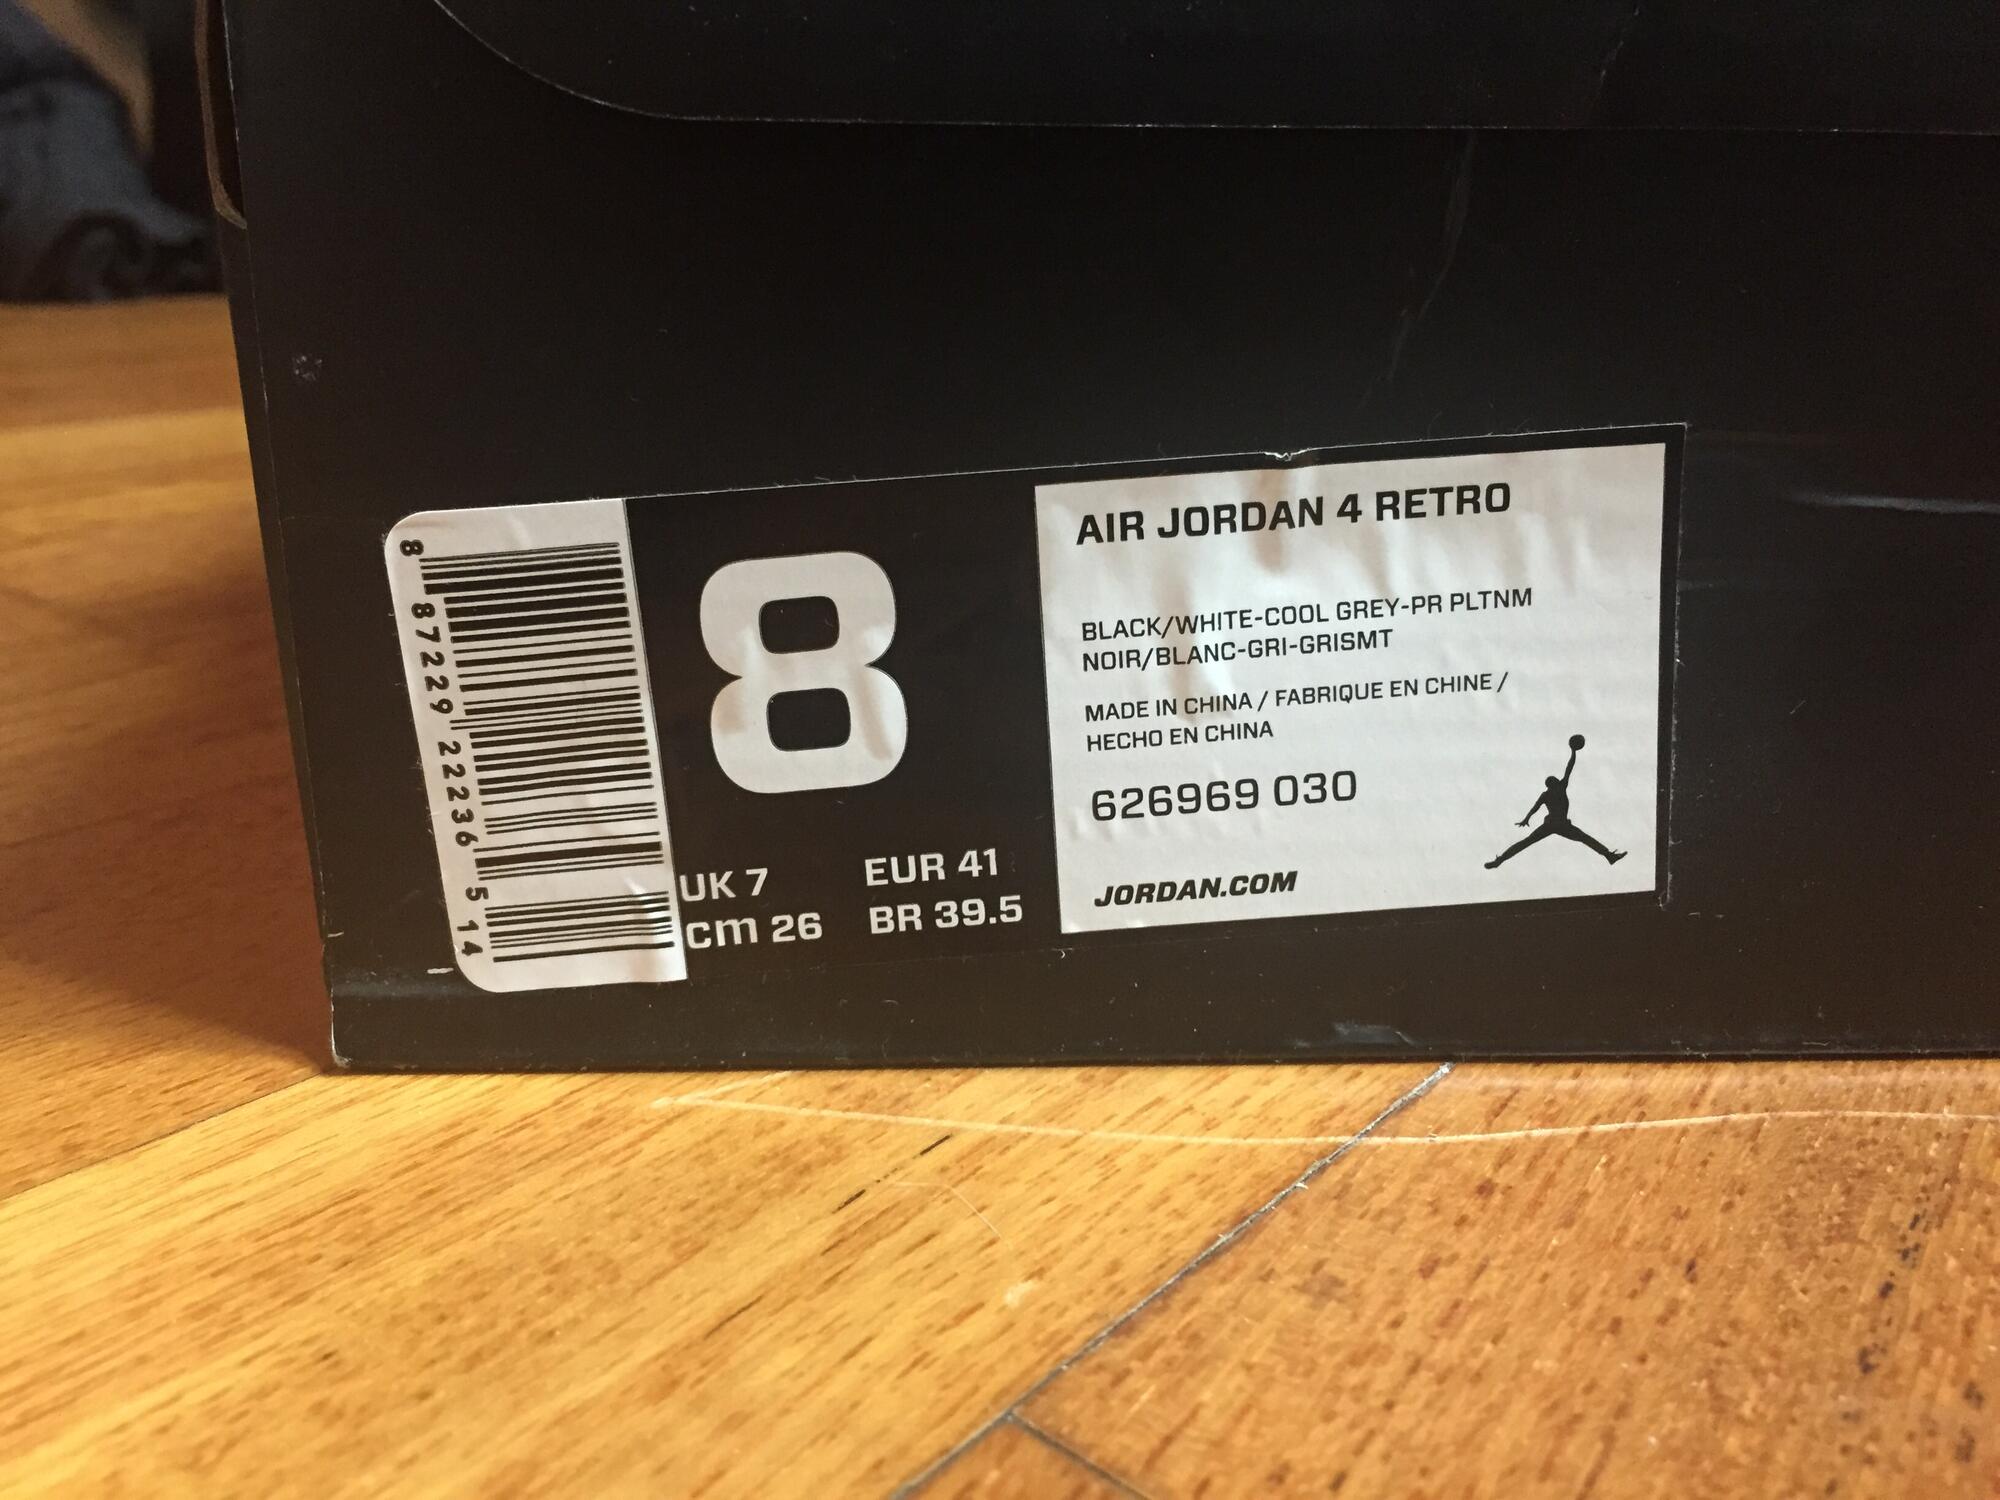 8 87229 22236 5 14
8
UK 7 EUR 41
cm 26 BR 39.5
AIR JORDAN 4 RETRO
BLACK/WHITE-COOL GREY-PR PLTNM
NOIR/BLANC-GRI-GRISMT
MADE IN CHINA / FABRIQUE EN CHINE /
HECHO EN CHINA
626969 030
JORDAN.COM